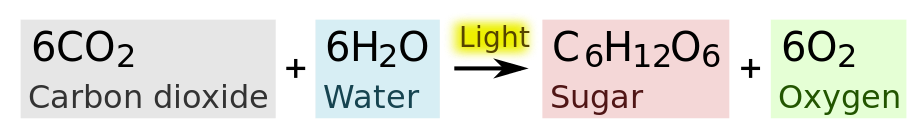 6CO₂ + 6H₂O Light → C₆H₁₂O₆ + 6O₂
Carbon dioxide Water Sugar Oxygen